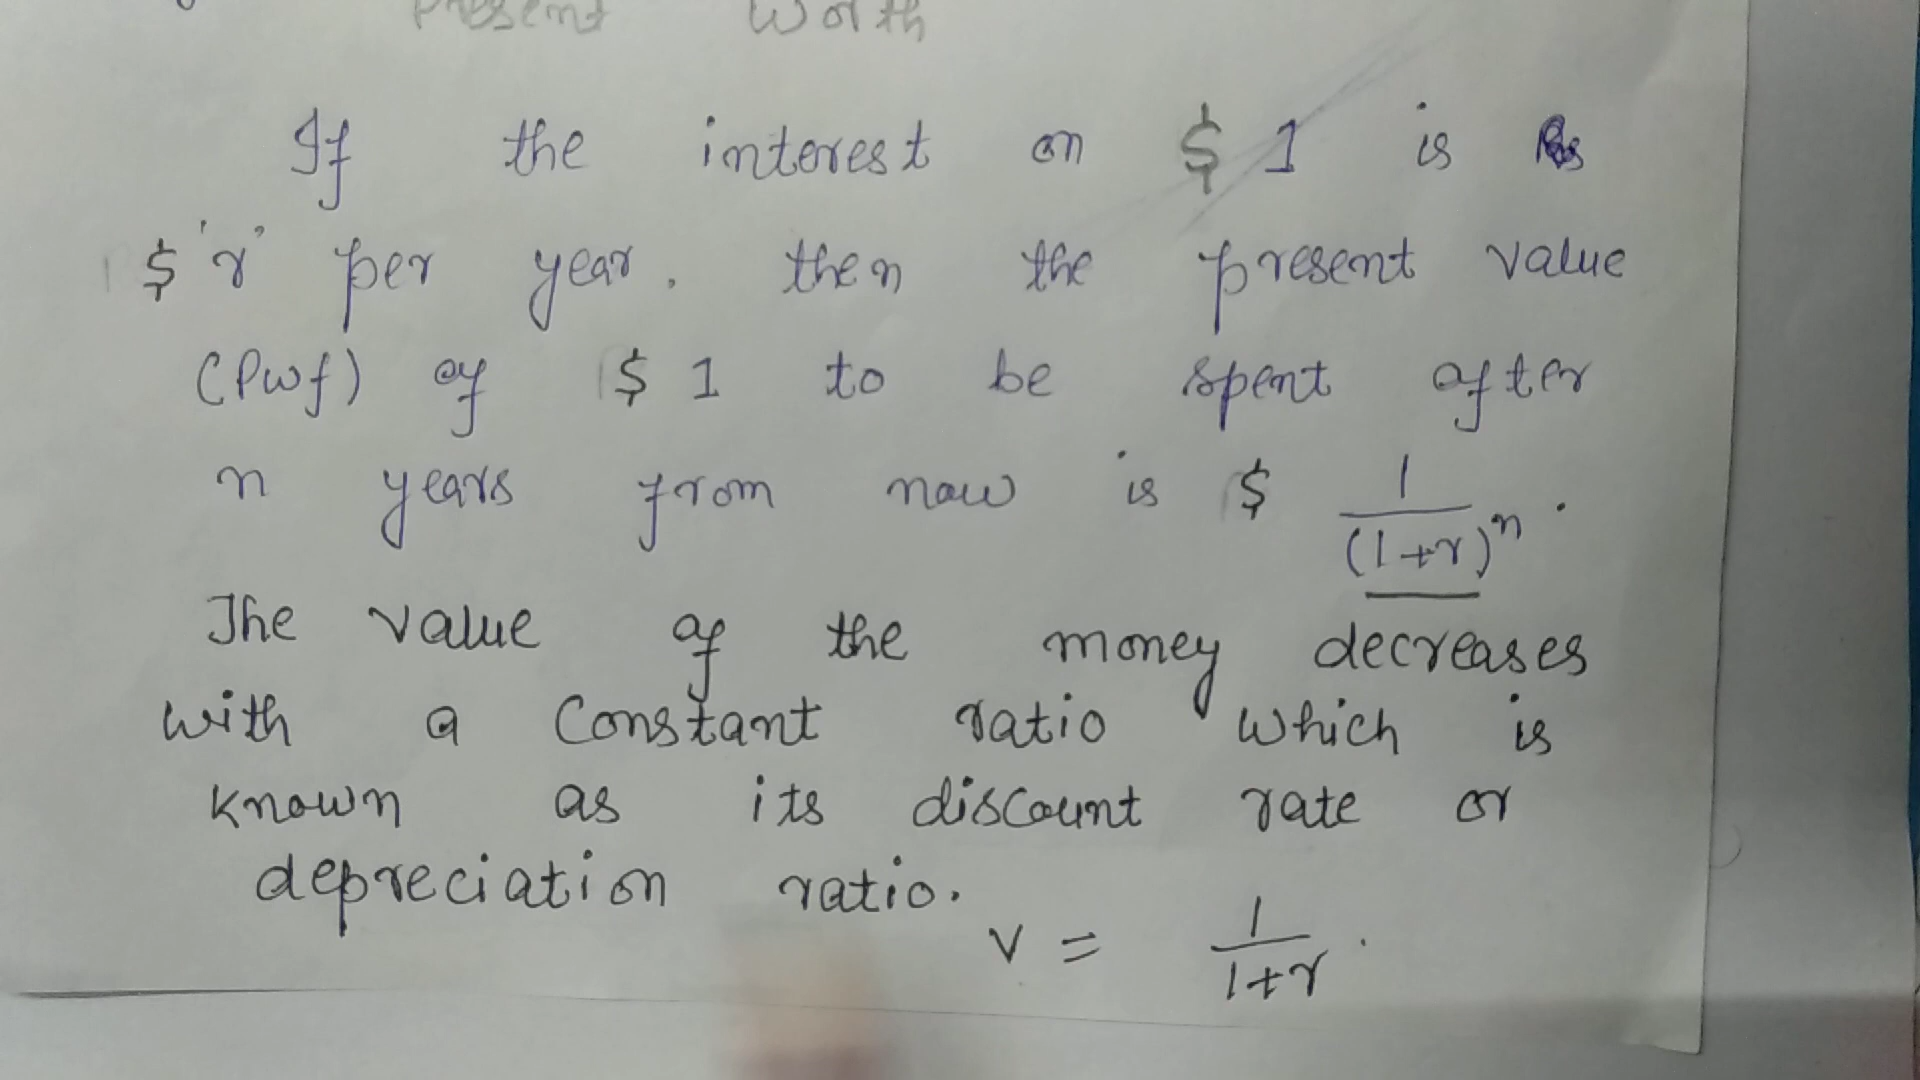 Present Worth
If the interest on $ 1 is Rs
$ 'r' per year. then the present value
(Pwf) of $ 1 to be spent after
n years from now is $ 1/(1+r)^n .
The value of the money decreases
with a constant ratio which is
known as its discount rate or
depreciation ratio.
v = 1/1+r .